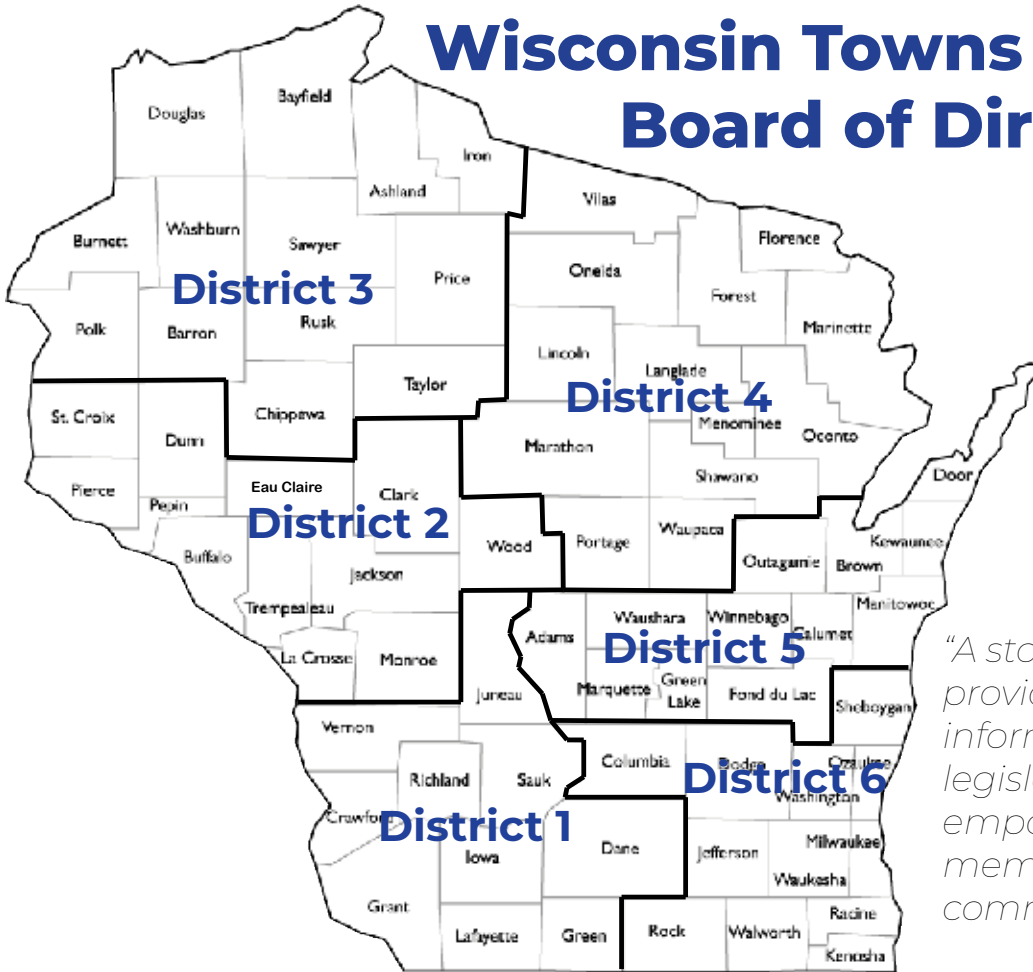 Wisconsin Towns
Board of Dir
Bayfield
Douglas
Iron
Ashland
Vilas
Washburn
Burnett
Sawyer
Florence
Oneida
Price
District 3
Forest
Rusk
Polk
Barron
Marinette
Lincoln
Langlade
Taylor
District 4
Chippewa
St. Croix
Menominee
Dunn
Oconto
Marathon
Shawano
Door
Eau Claire
Pierce
Clark
Pepin
District 2
Waupaca
Wood
Portage
Kewaunee
Buffalo
Outagamie
Brown
Jackson
Trempealeau
Manitowoc
Waushara
Winnebago
Adams
Calumet
District 5
La Crosse
Monroe
Green
Lake
Marquette
Juneau
Fond du Lac
Sheboygan
Vernon
Columbia
Dodge
Ozaukee
Richland
Sauk
District 6
Washington
Crawford
District 1
Dane
Milwaukee
Iowa
Jefferson
Waukesha
Grant
Racine
Lafayette
Green
Rock
Walworth
Kenosha
“A sto
provid
inform
legisl
empo
mem
comm